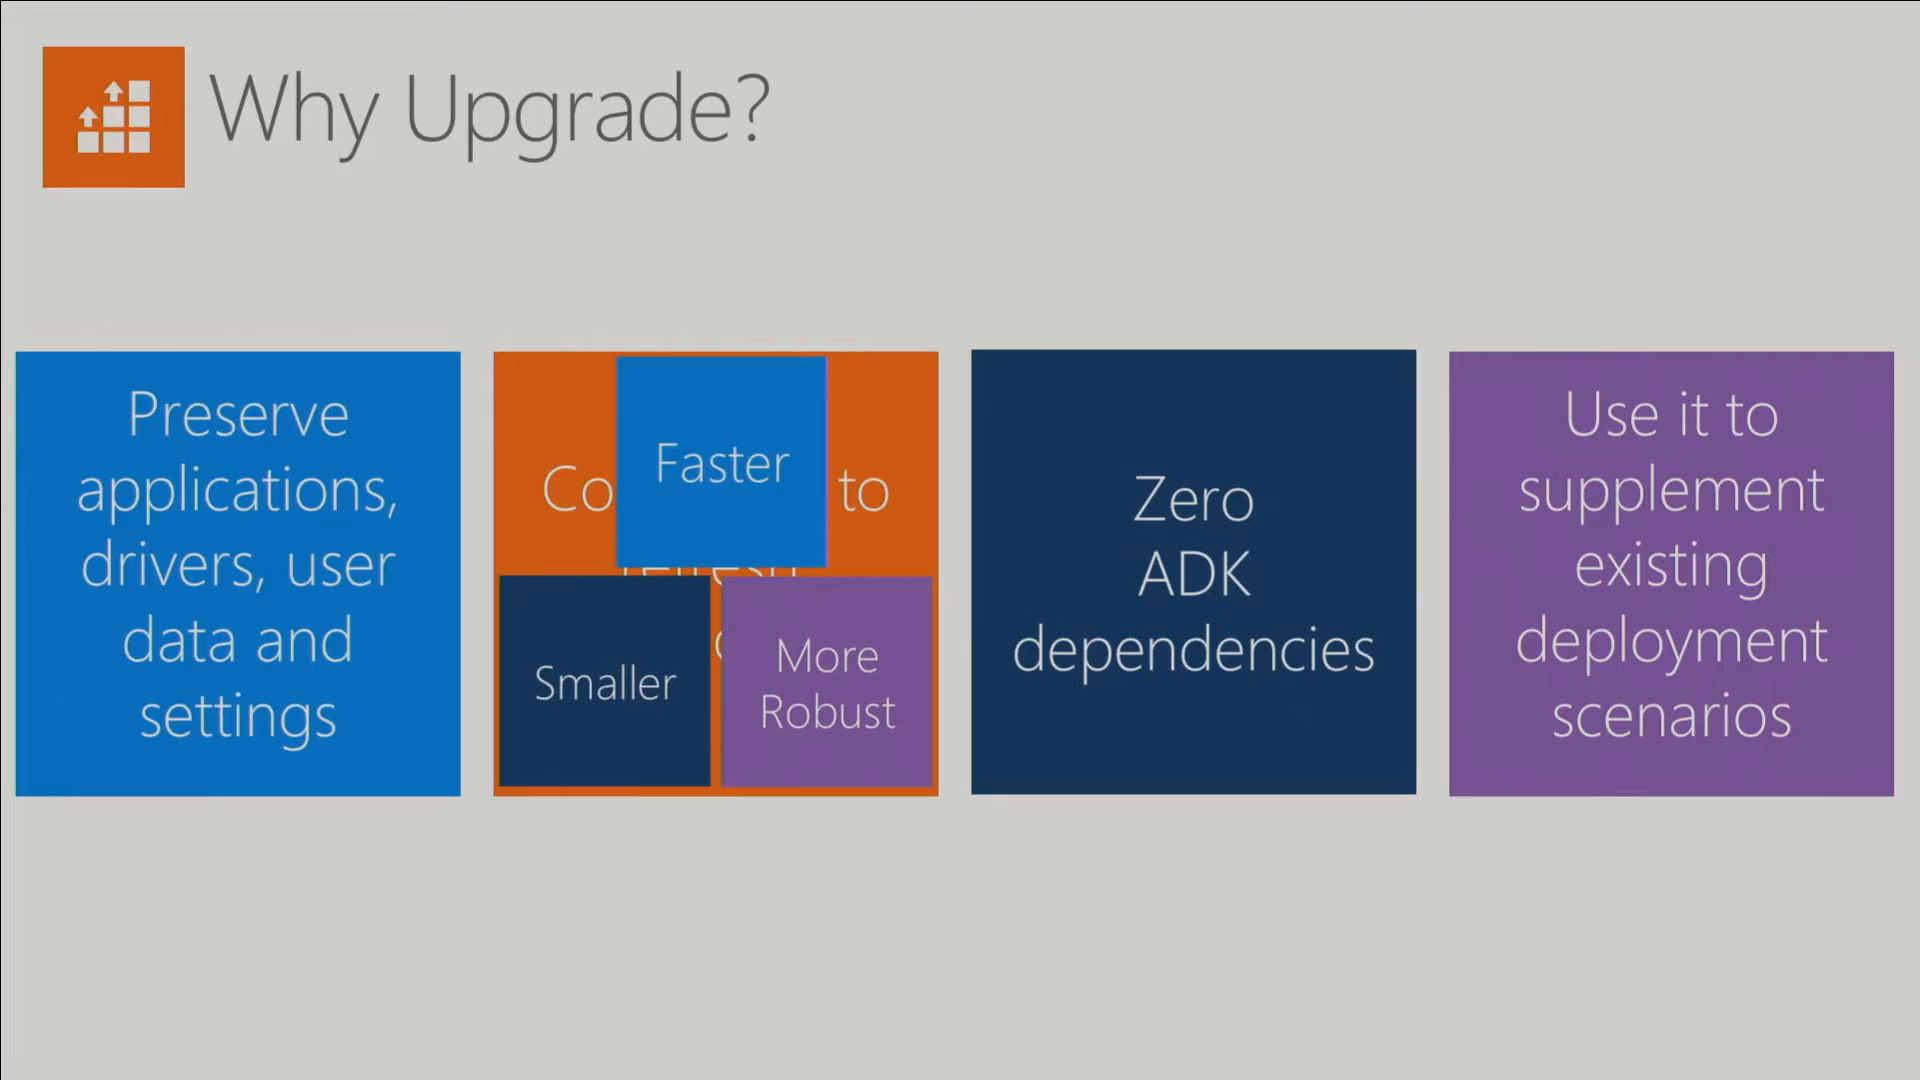 Why Upgrade?
Preserve
applications,
drivers, user
data and
settings
Faster
to
Smaller
More
Robust
Zero
ADK
dependencies
Use it to
supplement
existing
deployment
scenarios